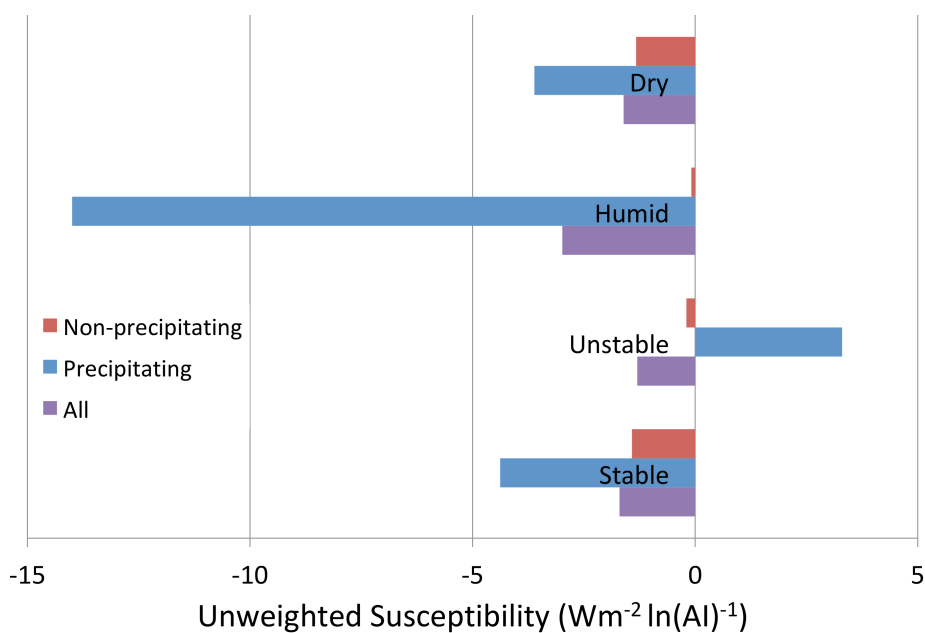 Dry
Humid
Non-precipitating
Unstable
Precipitating
All
Stable
-15 -10 -5 0 5
Unweighted Susceptibility (Wm⁻² ln(AI)⁻¹)